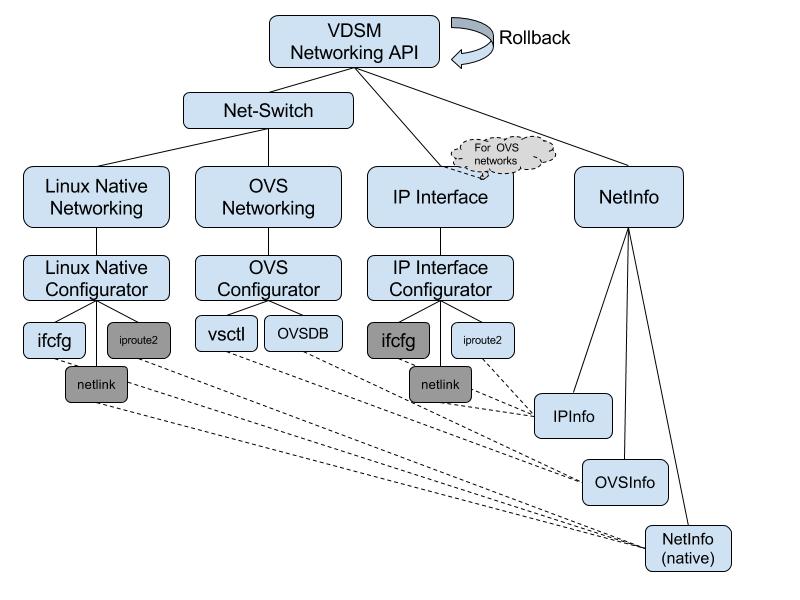 VDSM
Networking API
Rollback
Net-Switch
For OVS
networks
Linux Native
Networking
OVS
Networking
IP Interface
NetInfo
Linux Native
Configurator
OVS
Configurator
IP Interface
Configurator
ifcfg
iproute2
netlink
vsctl
OVSDB
ifcfg
iproute2
netlink
IPInfo
OVSInfo
NetInfo
(native)